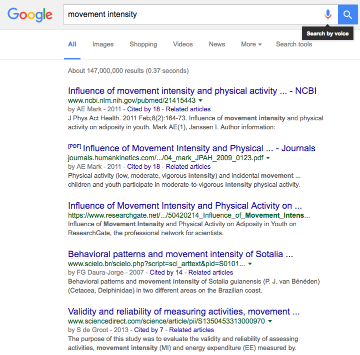 Google movement intensity
Search by voice
All Images Shopping Videos News More Search tools
About 147,000,000 results (0.37 seconds)
Influence of movement intensity and physical activity ... - NCBI
www.ncbi.nlm.nih.gov/pubmed/21415443
by AE Mark - 2011 - Cited by 18 - Related articles
J Phys Act Health. 2011 Feb;8(2):164-73. Influence of movement intensity and physical
activity on adiposity in youth. Mark AE(1), Janssen I. Author information:
[PDF] Influence of Movement Intensity and Physical Activity ... - Journals
journals.humankinetics.com/.../04_mark_JPAH_2009_0123.pdf
by AE Mark - 2011 - Cited by 18 - Related articles
Physical activity (low, moderate, vigorous intensity) and incidental movement ...
children and youth participate in moderate-to-vigorous intensity physical activity.
Influence of Movement Intensity and Physical Activity on ...
https://www.researchgate.net/.../50420214_Influence_of_Movement_Intens...
Influence of Movement Intensity and Physical Activity on Adiposity in Youth on
ResearchGate, the professional network for scientists.
Behavioral patterns and movement intensity of Sotalia ...
www.scielo.br/scielo.php?script=sci_arttext&pid=S0101...
by FG Daura-Jorge - 2007 - Cited by 14 - Related articles
Behavioral patterns and movement intensity of Sotalia guianensis (P. J. van Bénéden)
(Cetacea, Delphinidae) in two different areas on the Brazilian coast.
Validity and reliability of measuring activities, movement ...
www.sciencedirect.com/science/article/pii/S1350453313000970
by S de Groot - 2013 - Cited by 7 - Related articles
The purpose of this study was to evaluate the validity and reliability of assessing
activities, movement intensity (MI) and energy expenditure (EE) measured by.